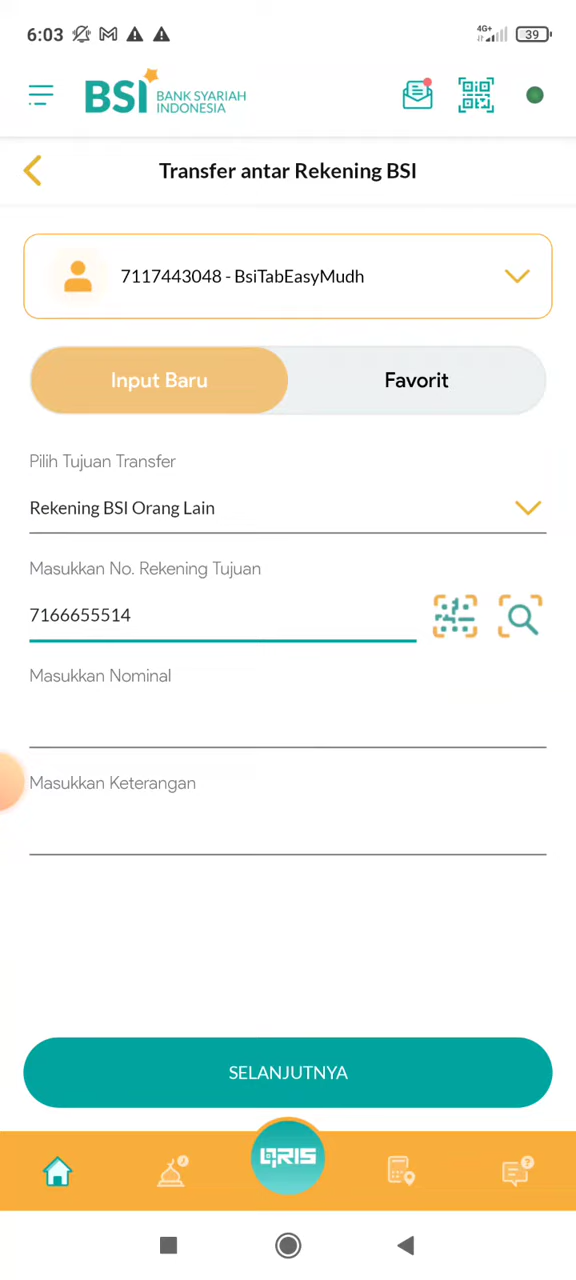 6:03
4G+
39
BSI BANK SYARIAH
INDONESIA
Transfer antar Rekening BSI
7117443048 - BsiTabEasyMudh
Input Baru
Favorit
Pilih Tujuan Transfer
Rekening BSI Orang Lain
Masukkan No. Rekening Tujuan
7166655514
Masukkan Nominal
Masukkan Keterangan
SELANJUTNYA
QRIS